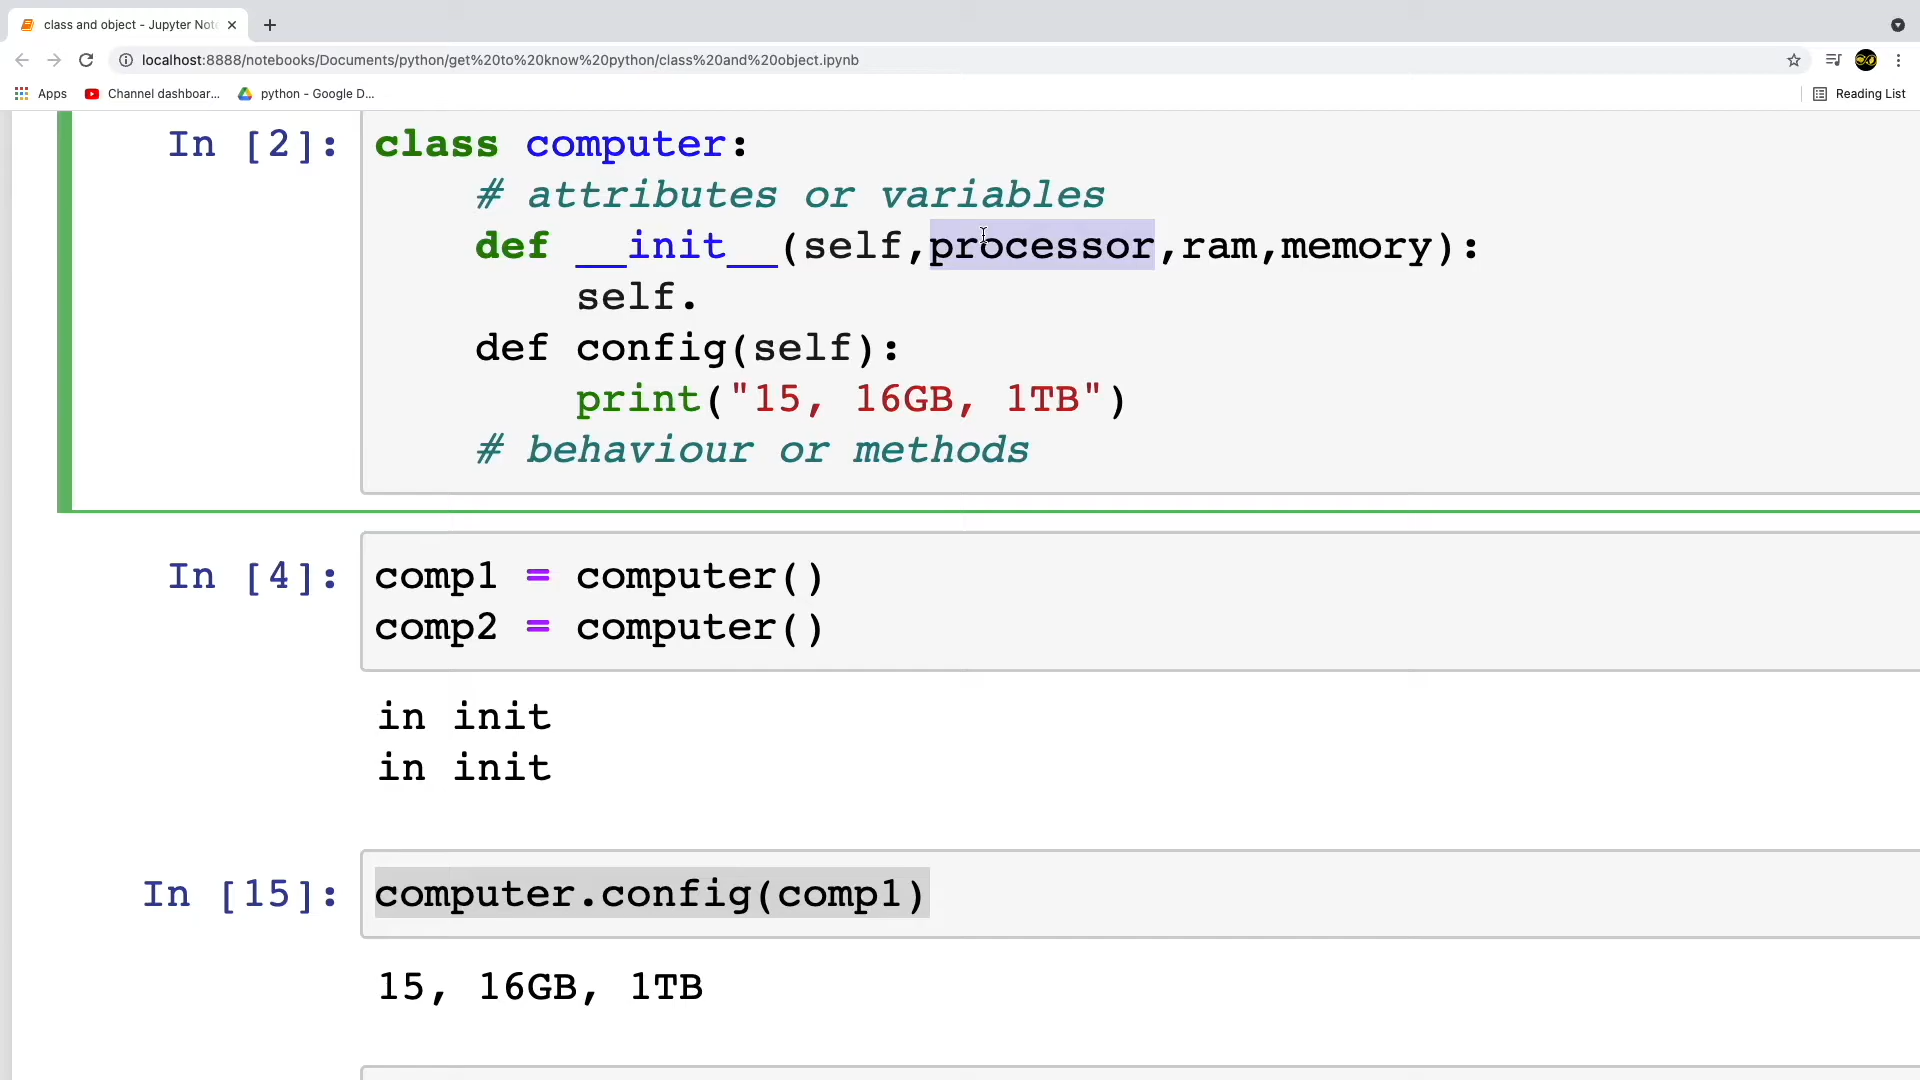 class and object - Jupyter Not
localhost:8888/notebooks/Documents/python/get%20to%20know%20python/class%20and%20object.ipynb
Apps Channel dashboar... python - Google D... Reading List
In [2]: class computer:
# attributes or variables
def __init__(self,processor,ram,memory):
self.
def config(self):
print("15, 16GB, 1TB")
# behaviour or methods
In [4]: comp1 = computer()
comp2 = computer()
in init
in init
In [15]: computer.config(comp1)
15, 16GB, 1TB